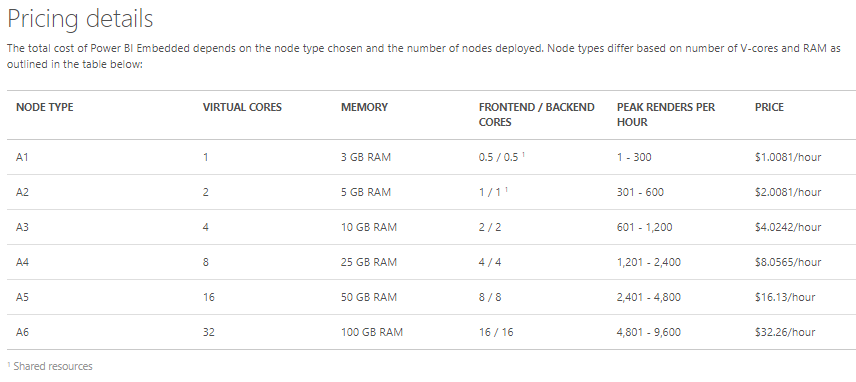 Pricing details
The total cost of Power BI Embedded depends on the node type chosen and the number of nodes deployed. Node types differ based on number of V-cores and RAM as
outlined in the table below:
NODE TYPE VIRTUAL CORES MEMORY FRONTEND / BACKEND CORES PEAK RENDERS PER HOUR PRICE
A1 1 3 GB RAM 0.5 / 0.5 ¹ 1 - 300 $1.0081/hour
A2 2 5 GB RAM 1 / 1 ¹ 301 - 600 $2.0081/hour
A3 4 10 GB RAM 2 / 2 601 - 1,200 $4.0242/hour
A4 8 25 GB RAM 4 / 4 1,201 - 2,400 $8.0565/hour
A5 16 50 GB RAM 8 / 8 2,401 - 4,800 $16.13/hour
A6 32 100 GB RAM 16 / 16 4,801 - 9,600 $32.26/hour
¹ Shared resources